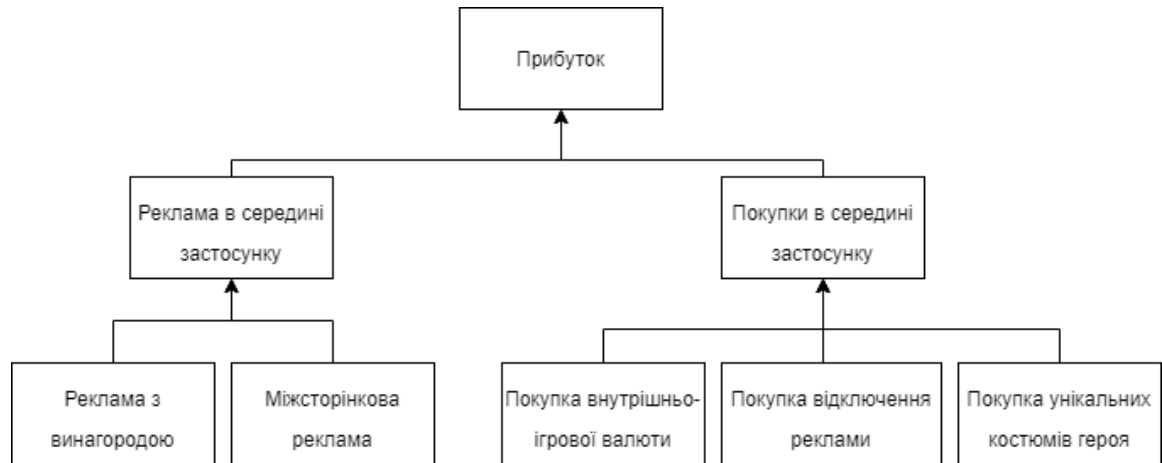 Прибуток
Реклама в середині
застосунку
Покупки в середині
застосунку
Реклама з
винагородою
Міжсторінкова
реклама
Покупка внутрішньо-
ігрової валюти
Покупка відключення
реклами
Покупка унікальних
костюмів героя